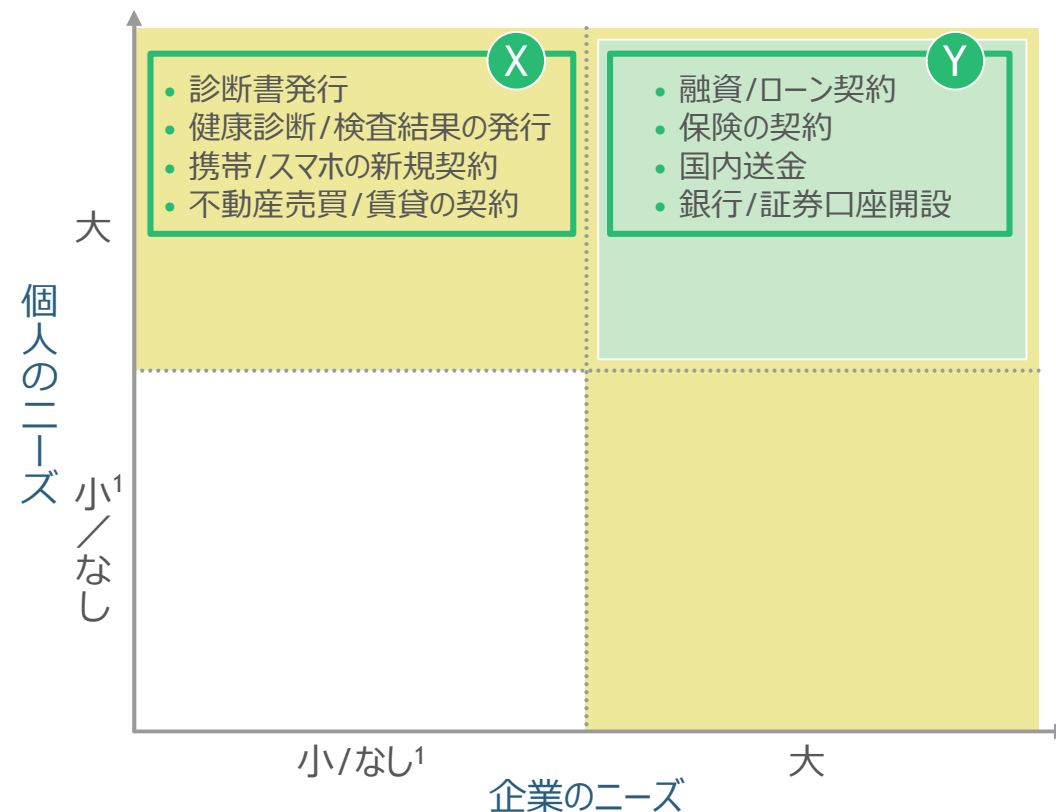 X
• 診断書発行
• 健康診断/検査結果の発行
• 携帯/スマホの新規契約
• 不動産売買/賃貸の契約
Y
• 融資/ローン契約
• 保険の契約
• 国内送金
• 銀行/証券口座開設
大
個人のニーズ
小1/なし
小/なし1
大
企業のニーズ